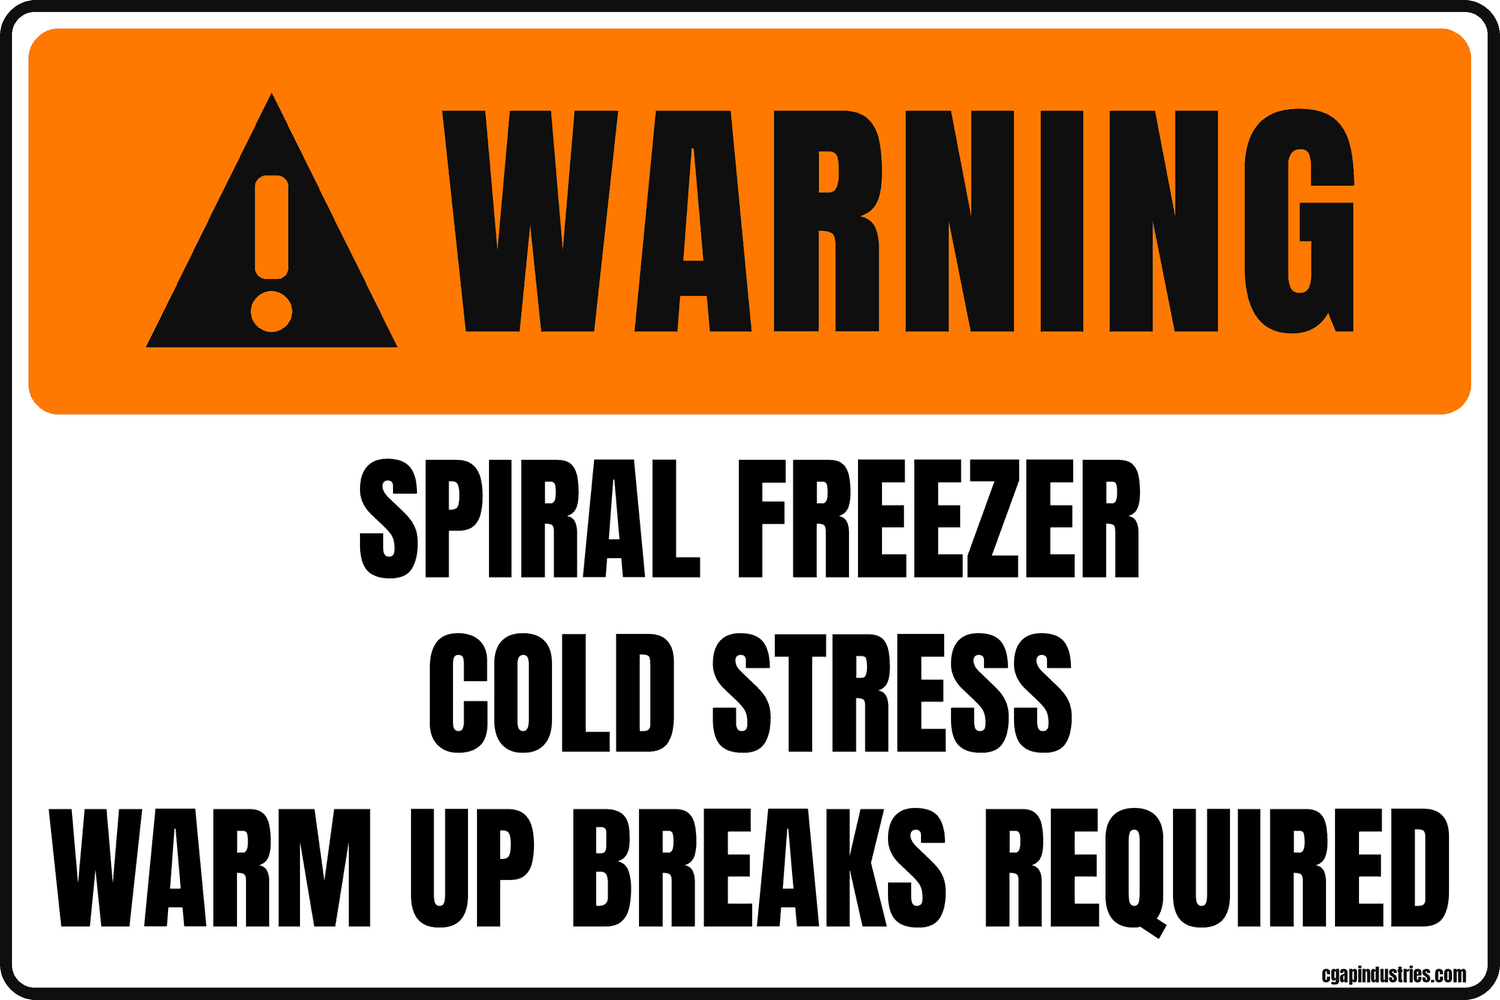 WARNING
SPIRAL FREEZER
COLD STRESS
WARM UP BREAKS REQUIRED
cgapindustries.com